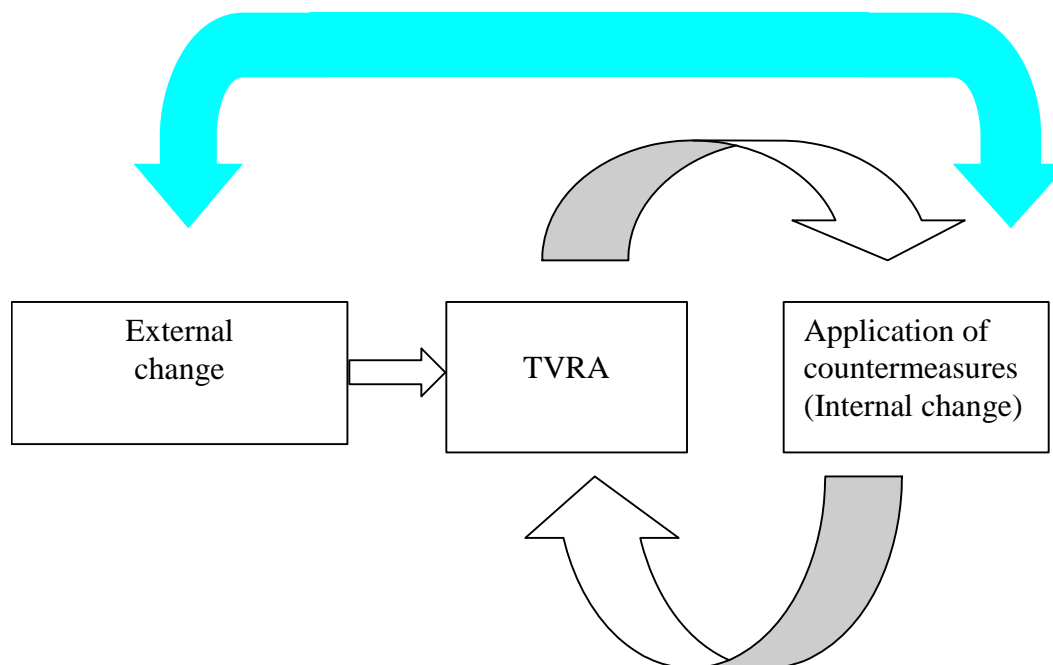 External
change
TVRA
Application of
countermeasures
(Internal change)